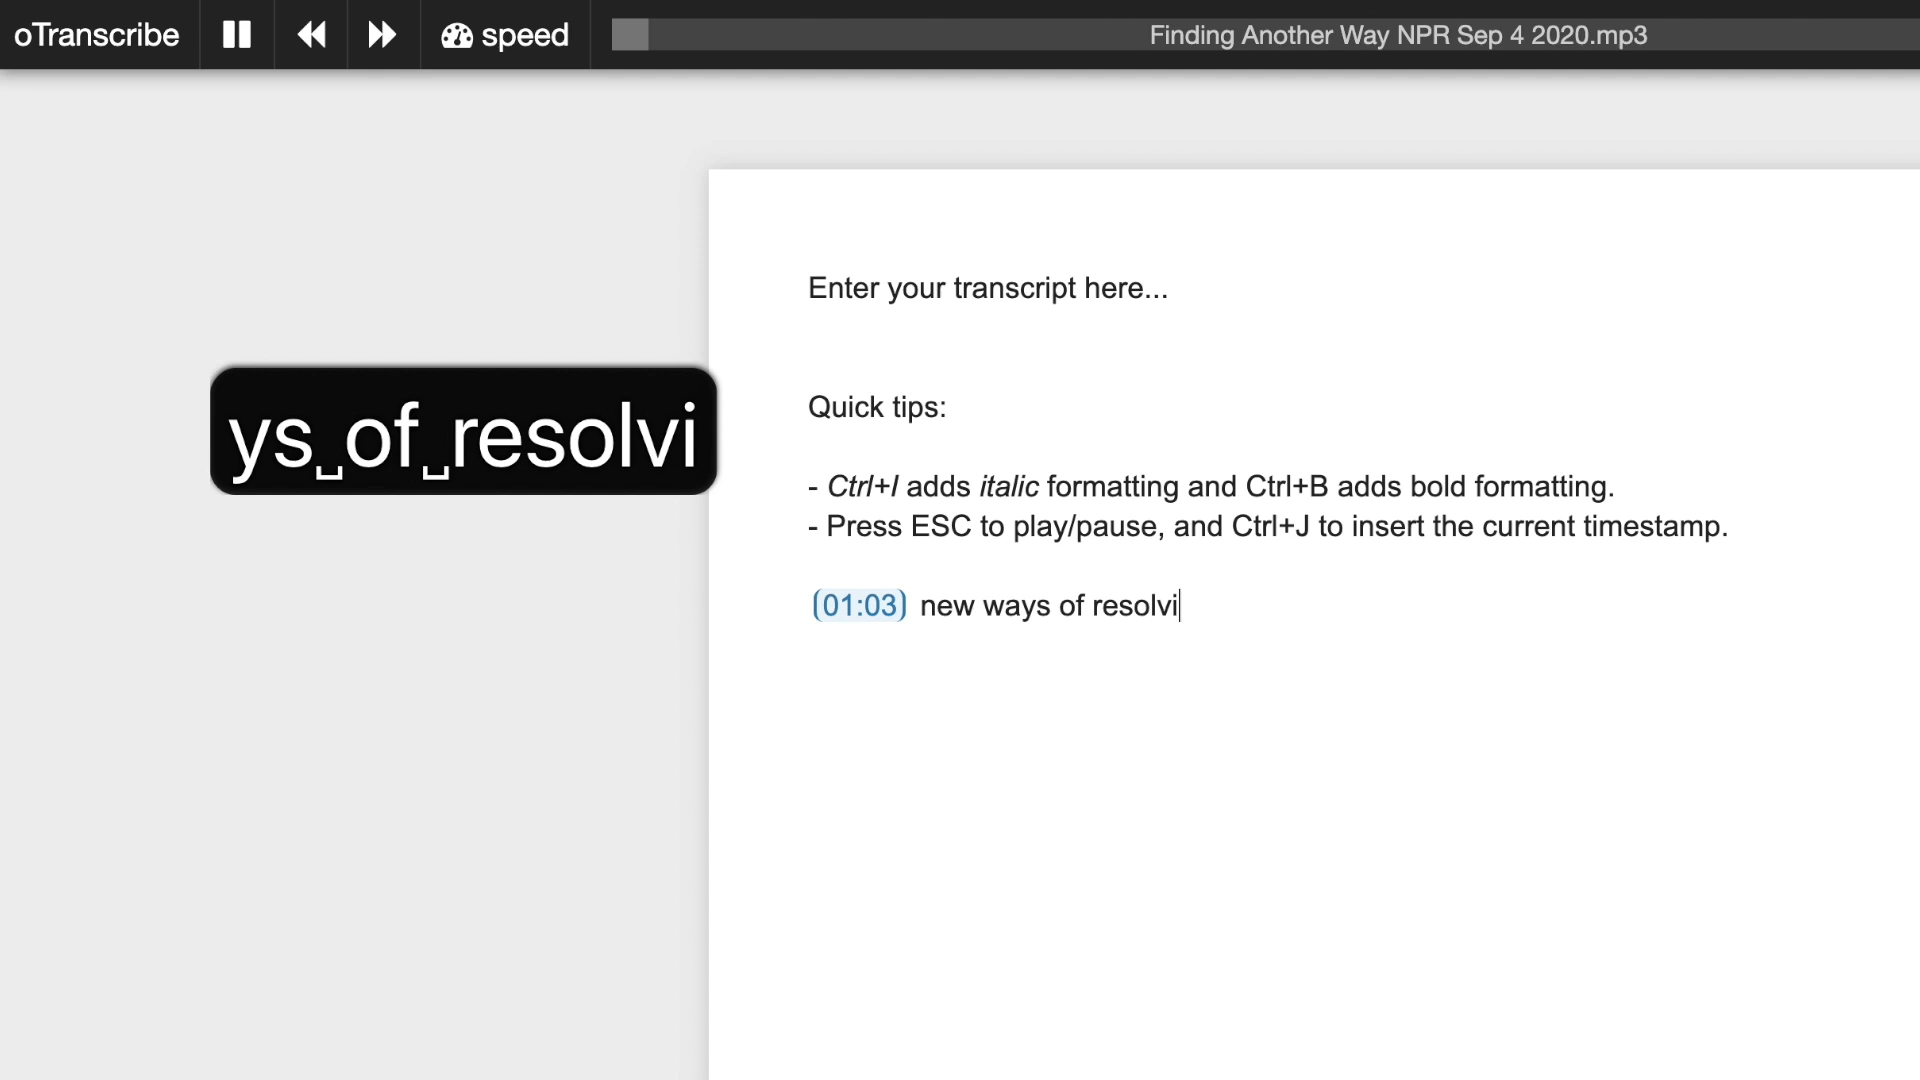 oTranscribe speed Finding Another Way NPR Sep 4 2020.mp3
Enter your transcript here...
ys␣of␣resolvi
Quick tips:
- Ctrl+I adds italic formatting and Ctrl+B adds bold formatting.
- Press ESC to play/pause, and Ctrl+J to insert the current timestamp.
(01:03) new ways of resolvi